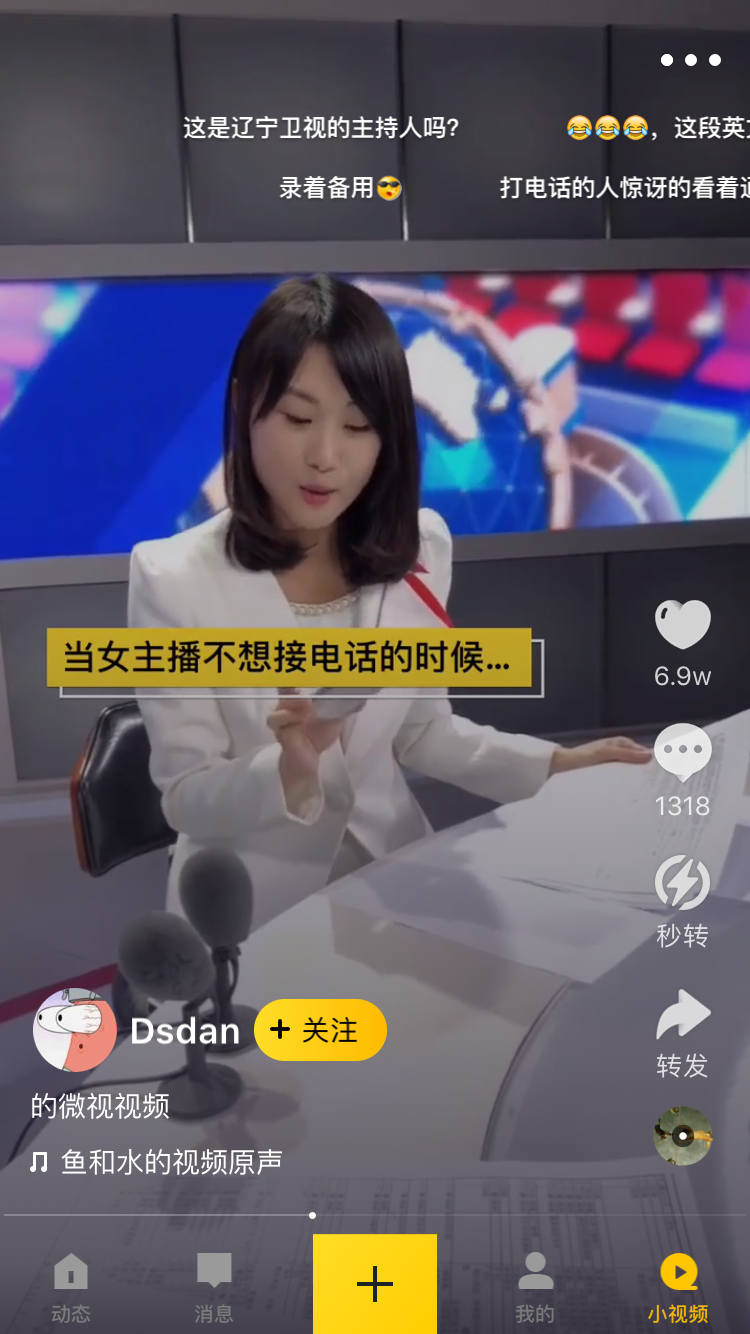 这是辽宁卫视的主持人吗?
😂😂😂，这段英
录着备用😎
打电话的人惊讶的看着
当女主播不想接电话的时候...
6.9w
1318
秒转
转发
Dsdan
+ 关注
的微视视频
鱼和水的视频原声
动态
消息
我的
小视频